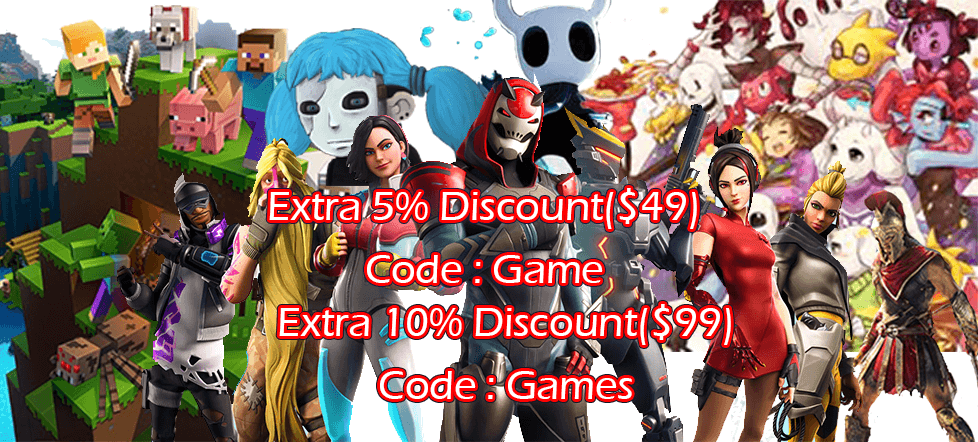 Extra 5% Discount($49)
Code : Game
Extra 10% Discount($99)
Code : Games